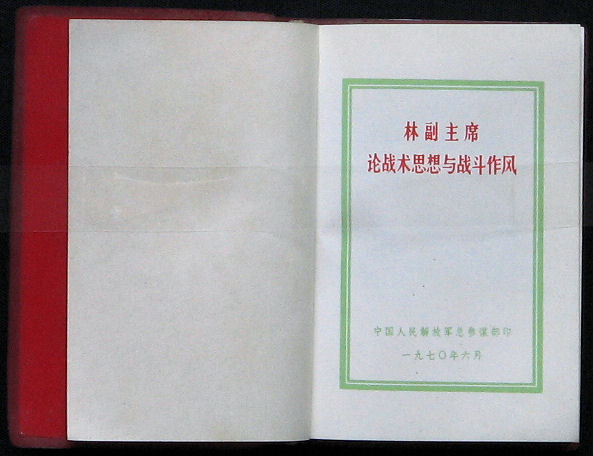 林副主席
论战术思想与战斗作风
中国人民解放军总参谋部印
一九七〇年六月